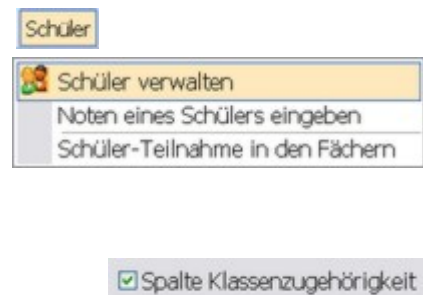 Schüler
Schüler verwalten
Noten eines Schülers eingeben
Schüler-Teilnahme in den Fächern
Spalte Klassenzugehörigkeit